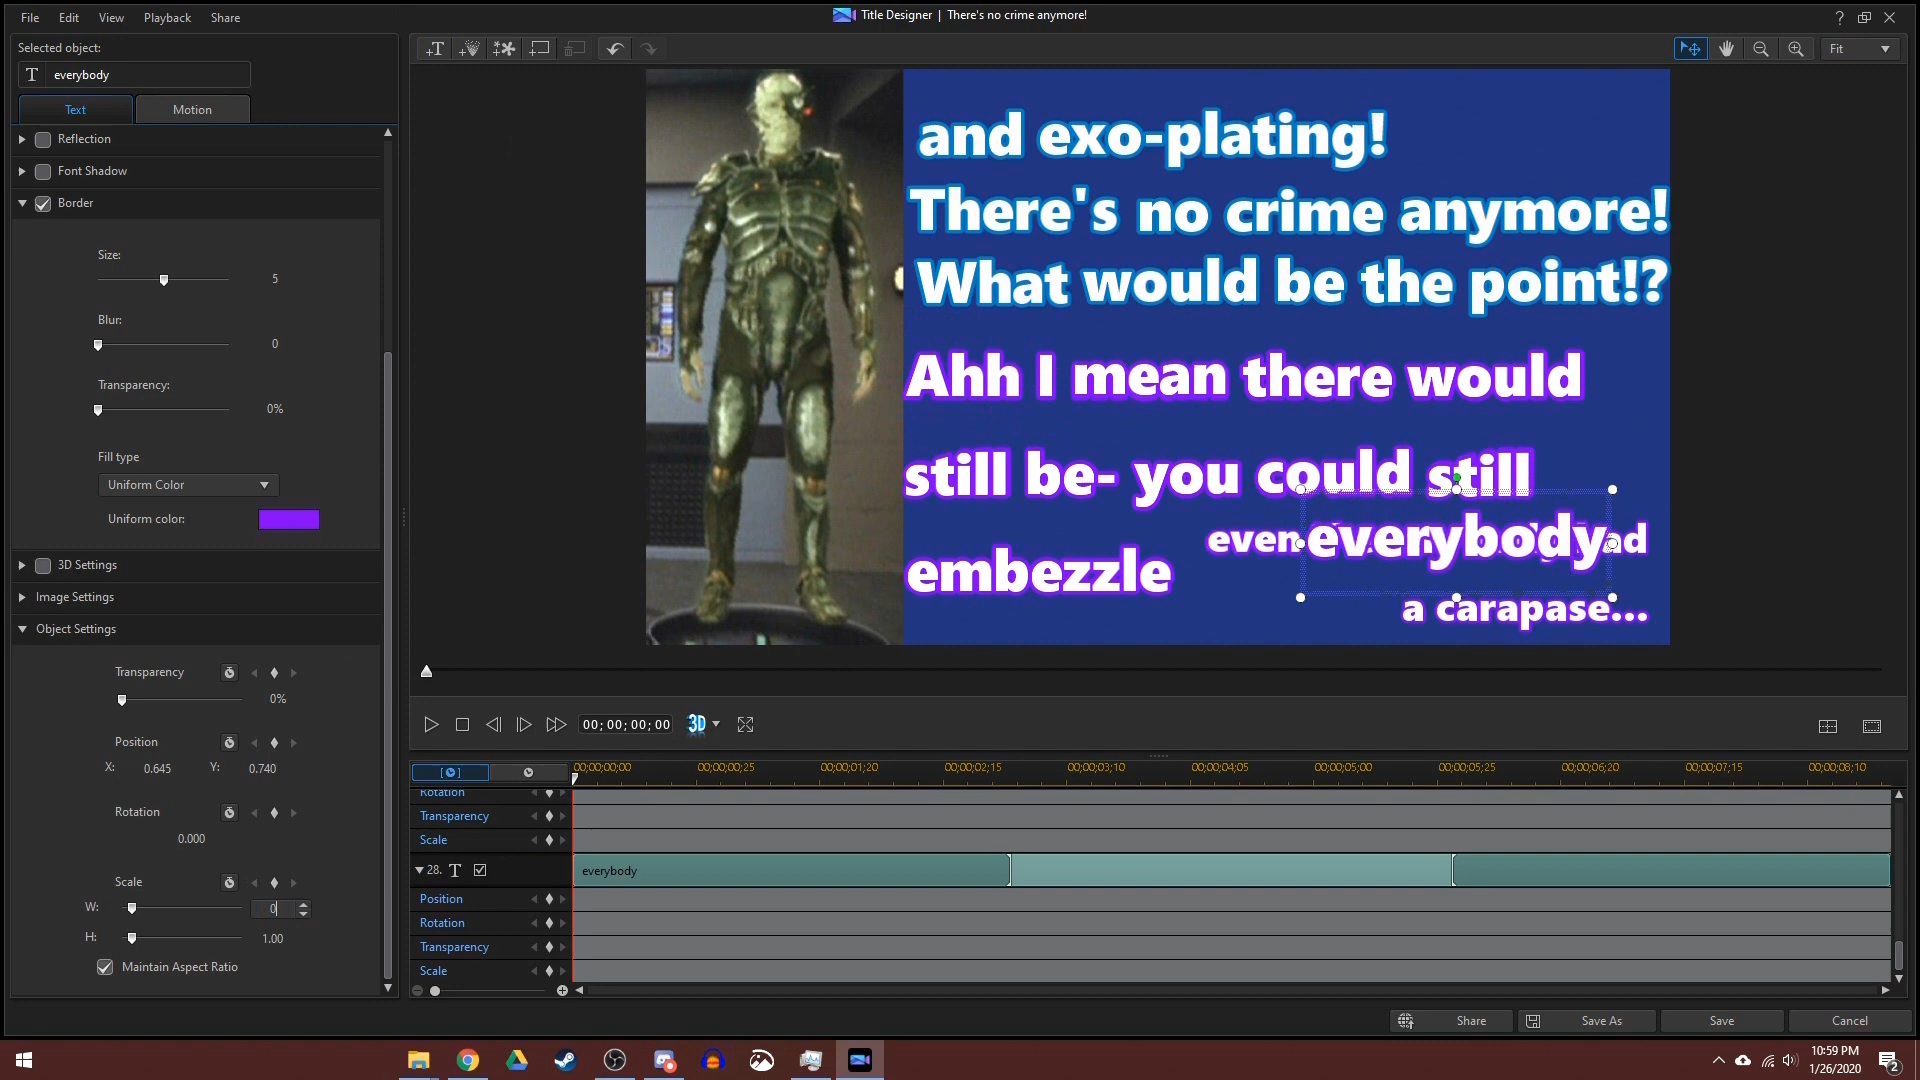 File Edit View Playback Share
Title Designer | There's no crime anymore!
?
Selected object:
T everybody
Text Motion
Reflection
Font Shadow
Border
Size:
5
Blur:
0
Transparency:
0%
Fill type
Uniform Color
Uniform color:
3D Settings
Image Settings
Object Settings
Transparency
0%
Position
X: 0.645 Y: 0.740
Rotation
0.000
Scale
W: 0
H: 1.00
Maintain Aspect Ratio
Fit
and exo-plating!
There's no crime anymore!
What would be the point!?
Ahh I mean there would
still be- you could still
everybody
embezzle
a carapase...
00;00;00;00 3D
00;00;00;00 00;00;00;25 00;00;01;20 00;00;02;15 00;00;03;10 00;00;04;05 00;00;05;00 00;00;05;25 00;00;06;20 00;00;07;15 00;00;08;10
Rotation
Transparency
Scale
28. T everybody
Position
Rotation
Transparency
Scale
Share Save As Save Cancel
10:59 PM
1/26/2020
2